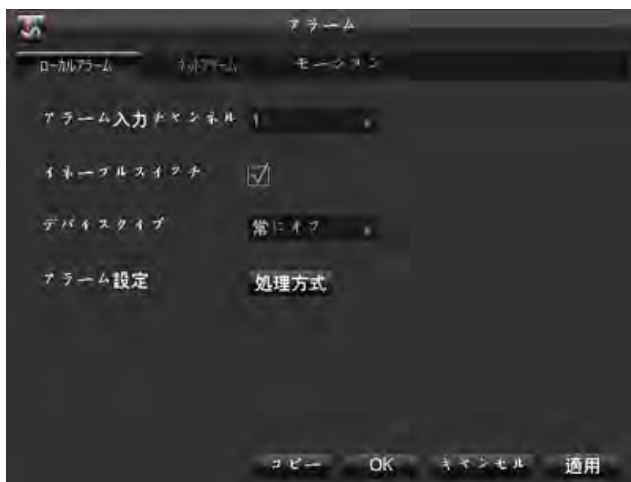 アラーム
ローカルアラーム ネットアラーム モーション
アラーム入力チャンネル 1
イネーブルスイッチ
デバイスタイプ 常にオフ
アラーム設定 処理方式
コピー OK キャンセル 適用